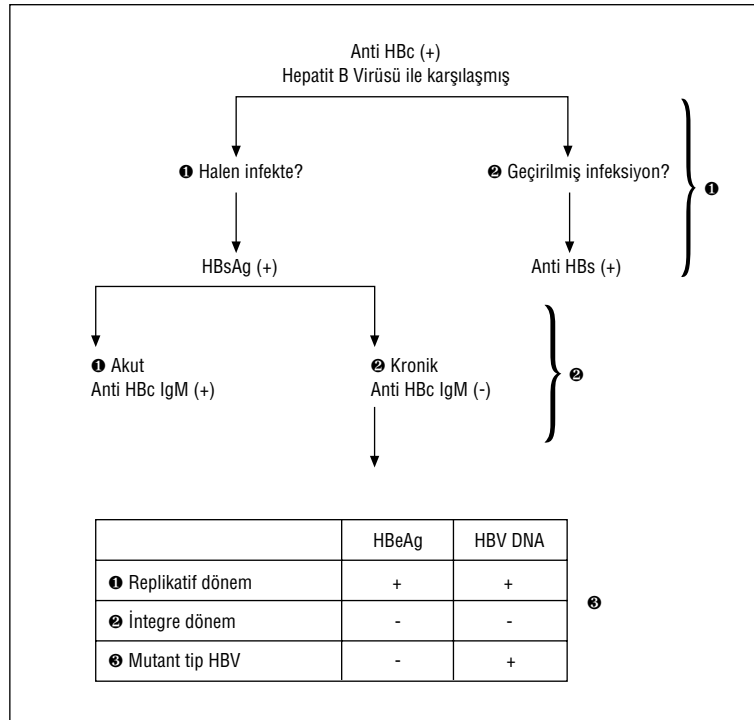 Anti HBc (+)
Hepatit B Virüsü ile karşılaşmış
❶ Halen infekte?
❷ Geçirilmiş infeksiyon?
❶
HBsAg (+)
Anti HBs (+)
❶ Akut
Anti HBc IgM (+)
❷ Kronik
Anti HBc IgM (-)
❷
HBeAg HBV DNA
❶ Replikatif dönem + +
❷ İntegre dönem - -
❸ Mutant tip HBV - +
❸